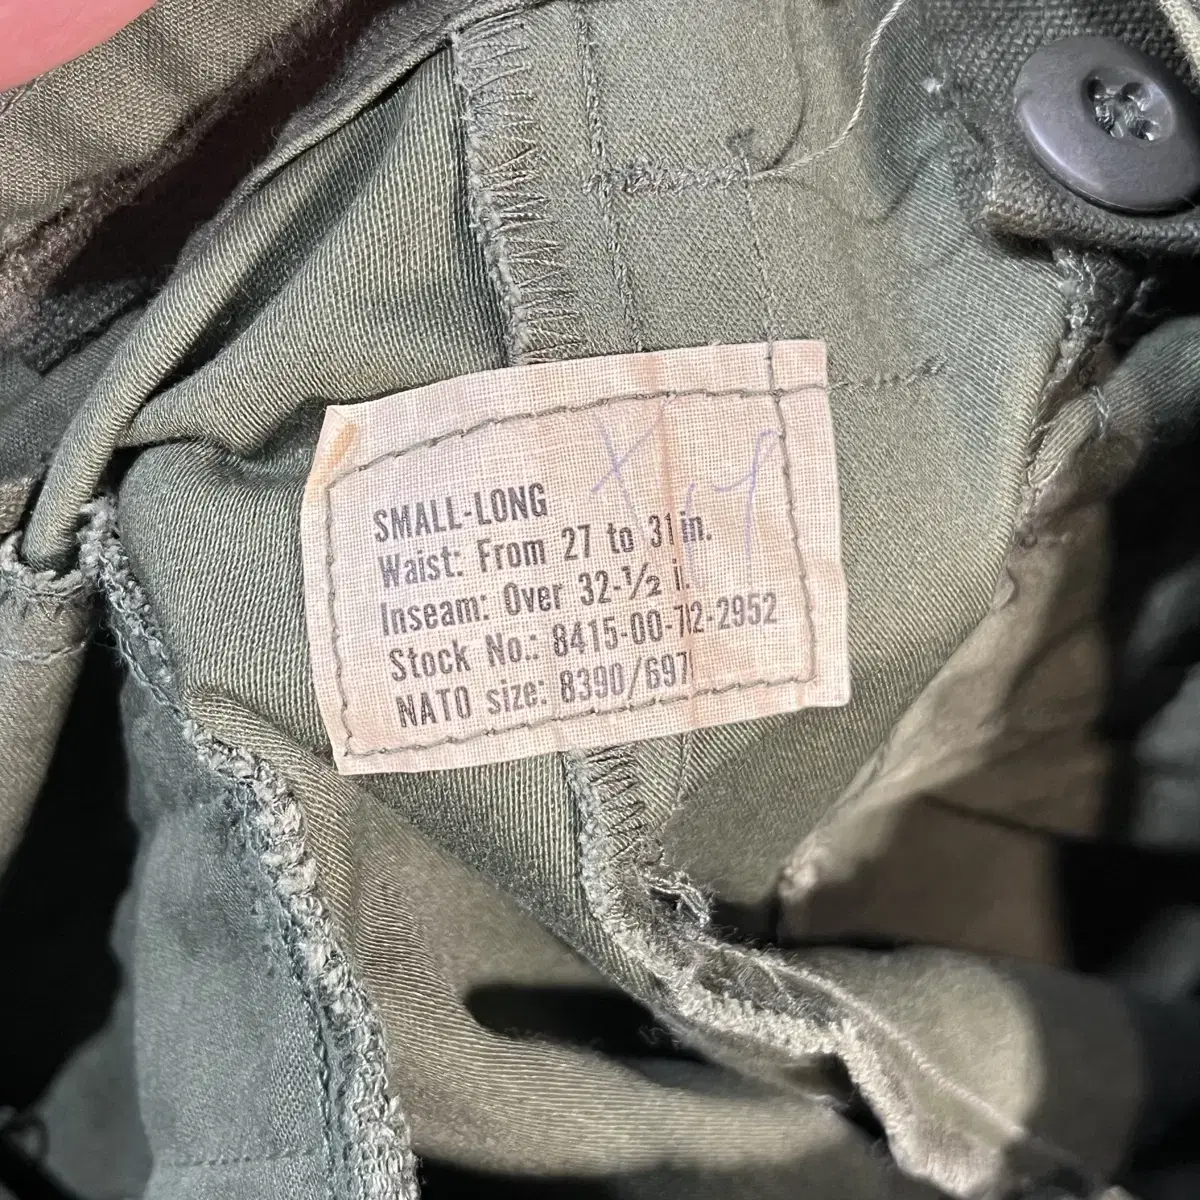 SMALL-LONG
Waist: From 27 to 31 in.
Inseam: Over 32-½ i.
Stock No.: 8415-00-782-2952
NATO size: 8390/697